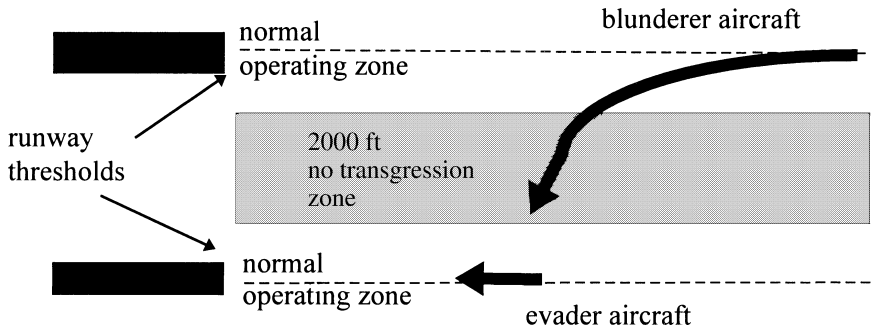 blunderer aircraft
normal
operating zone
runway
thresholds
2000 ft
no transgression
zone
normal
operating zone
evader aircraft